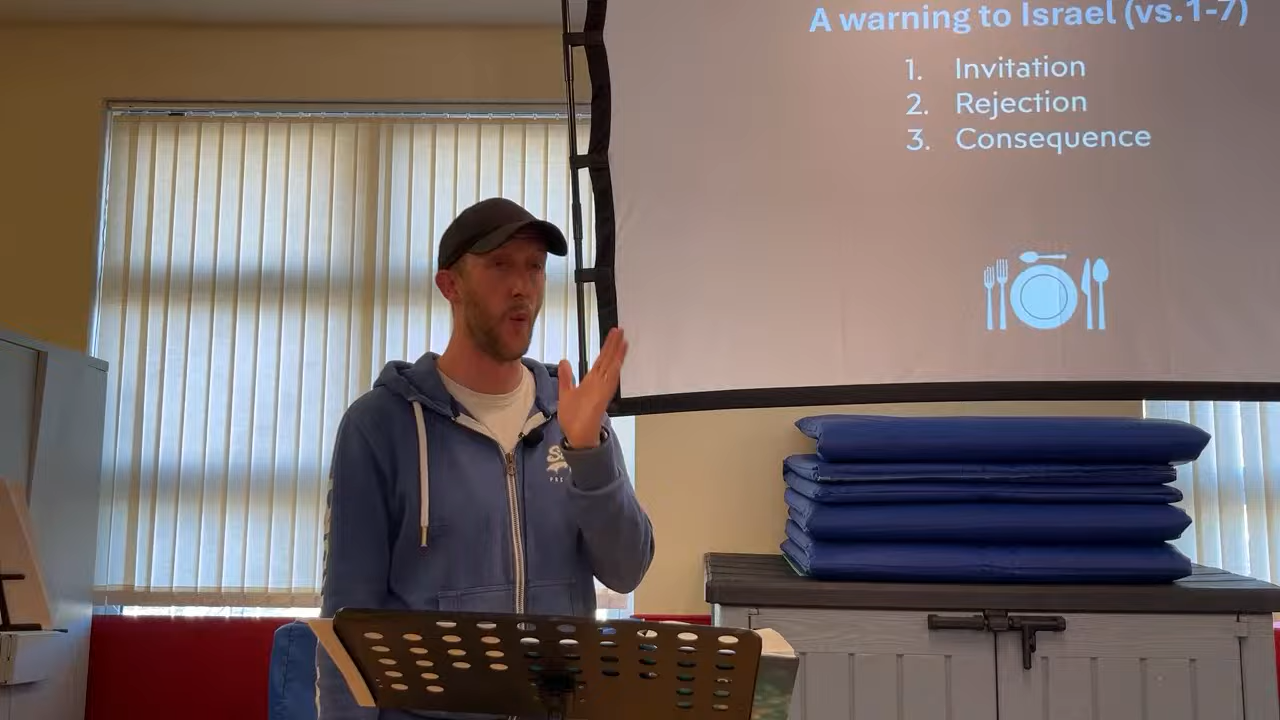 A warning to Israel (vs.1-7)
1. Invitation
2. Rejection
3. Consequence